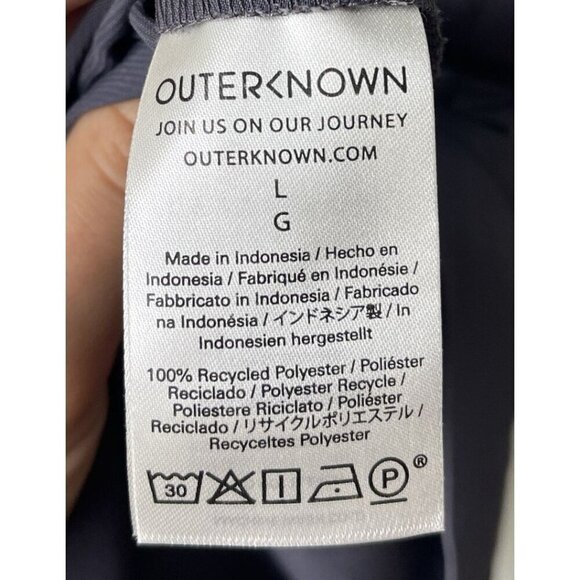 OUTERKNOWN
JOIN US ON OUR JOURNEY
OUTERKNOWN.COM
L
G
Made in Indonesia / Hecho en
Indonesia / Fabriqué en Indonésie /
Fabbricato in Indonesia / Fabricado
na Indonésia / インドネシア製 / In
Indonesien hergestellt
100% Recycled Polyester / Poliéster
Reciclado / Polyester Recycle /
Poliestere Riciclato / Poliéster
Reciclado / リサイクルポリエステル /
Recyceltes Polyester
30 P ®